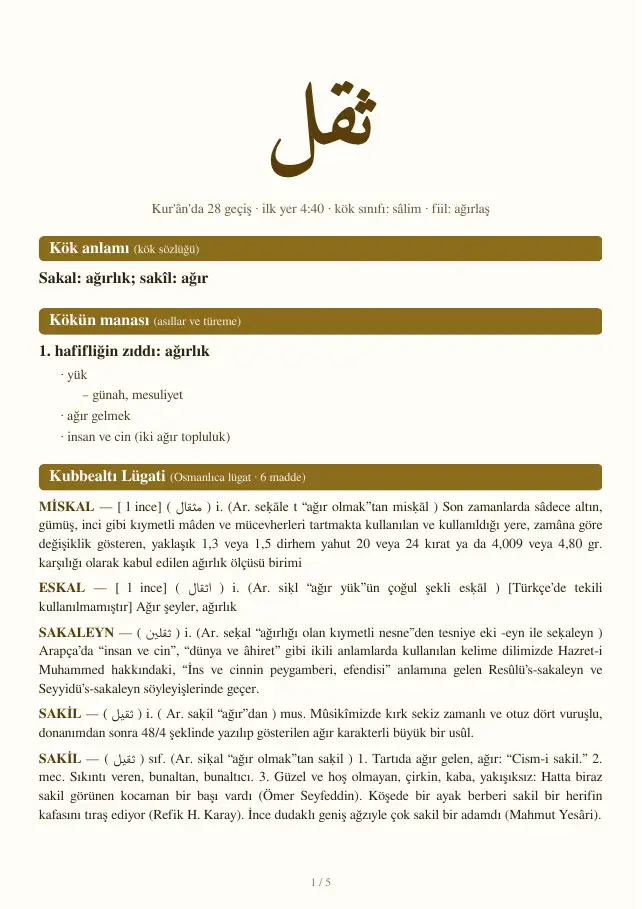 ثقل
Kur'ân'da 28 geçiş · ilk yer 4:40 · kök sınıfı: sâlim · fiil: ağırlaş
Kök anlamı (kök sözlüğü)
Sakal: ağırlık; sakîl: ağır
Kökün manası (asıllar ve türeme)
1. hafifliğin zıddı: ağırlık
· yük
– günah, mesuliyet
· ağır gelmek
· insan ve cin (iki ağır topluluk)
Kubbealtı Lügati (Osmanlıca lügat · 6 madde)
MİSKAL — [ l ince] ( مثقال ) i. (Ar. seḳāle t “ağır olmak”tan misḳāl ) Son zamanlarda sâdece altın,
gümüş, inci gibi kıymetli mâden ve mücevherleri tartmakta kullanılan ve kullanıldığı yere, zamâna göre
değişiklik gösteren, yaklaşık 1,3 veya 1,5 dirhem yahut 20 veya 24 kırat ya da 4,009 veya 4,80 gr.
karşılığı olarak kabul edilen ağırlık ölçüsü birimi
ESKAL — [ l ince] ( اثقال ) i. (Ar. siḳl “ağır yük”ün çoğul şekli esḳāl ) [Türkçe’de tekili
kullanılmamıştır] Ağır şeyler, ağırlık
SAKALEYN — ( ثقلين ) i. (Ar. seḳal “ağırlığı olan kıymetli nesne”den tesniye eki -eyn ile seḳaleyn )
Arapça’da “insan ve cin”, “dünya ve âhiret” gibi ikili anlamlarda kullanılan kelime dilimizde Hazret-i
Muhammed hakkındaki, “İns ve cinnin peygamberi, efendisi” anlamına gelen Resûlü’s-sakaleyn ve
Seyyidü’s-sakaleyn söyleyişlerinde geçer.
SAKİL — ( ثقيل ) i. ( Ar. saḳil “ağır”dan ) mus. Mûsikîmizde kırk sekiz zamanlı ve otuz dört vuruşlu,
donanımdan sonra 48/4 şeklinde yazılıp gösterilen ağır karakterli büyük bir usûl.
SAKİL — ( ثقيل ) sıf. (Ar. siḳal “ağır olmak”tan saḳīl ) 1. Tartıda ağır gelen, ağır: “Cism-i sakil.” 2.
mec. Sıkıntı veren, bunaltan, bunaltıcı. 3. Güzel ve hoş olmayan, çirkin, kaba, yakışıksız: Hatta biraz
sakil görünen kocaman bir başı vardı (Ömer Seyfeddin). Köşede bir ayak berberi sakil bir herifin
kafasını tıraş ediyor (Refik H. Karay). İnce dudaklı geniş ağzıyle çok sakil bir adamdı (Mahmut Yesâri).
1 / 5